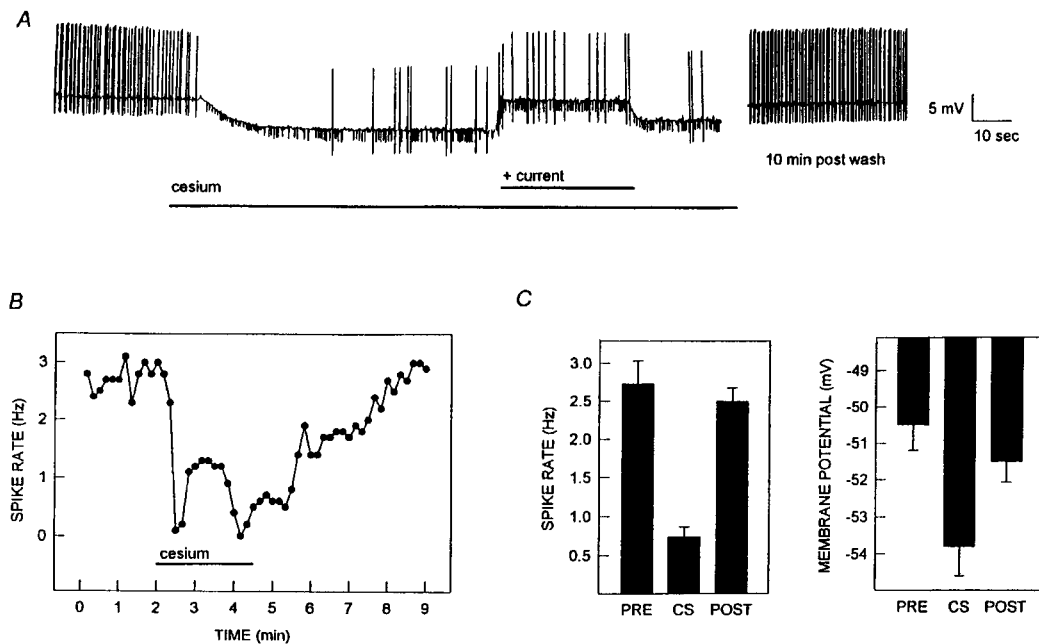 A
5 mV
10 sec
10 min post wash
+ current
cesium
B
SPIKE RATE (Hz)
3
2
1
0
cesium
0 1 2 3 4 5 6 7 8 9
TIME (min)
C
SPIKE RATE (Hz)
3.0
2.5
2.0
1.5
1.0
0.5
PRE CS POST
MEMBRANE POTENTIAL (mV)
-49
-50
-51
-52
-53
-54
PRE CS POST